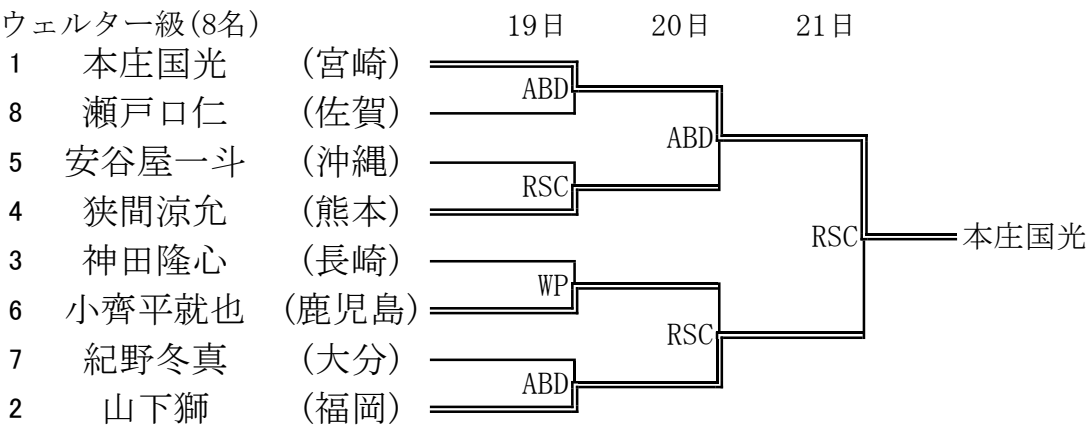 ウェルター級(8名) 19日 20日 21日
1 本庄国光 (宮崎)
ABD
8 瀬戸口仁 (佐賀)
ABD
5 安谷屋一斗 (沖縄)
RSC
4 狭間涼允 (熊本)
RSC 本庄国光
3 神田隆心 (長崎)
WP
6 小齊平就也 (鹿児島)
RSC
7 紀野冬真 (大分)
ABD
2 山下獅 (福岡)